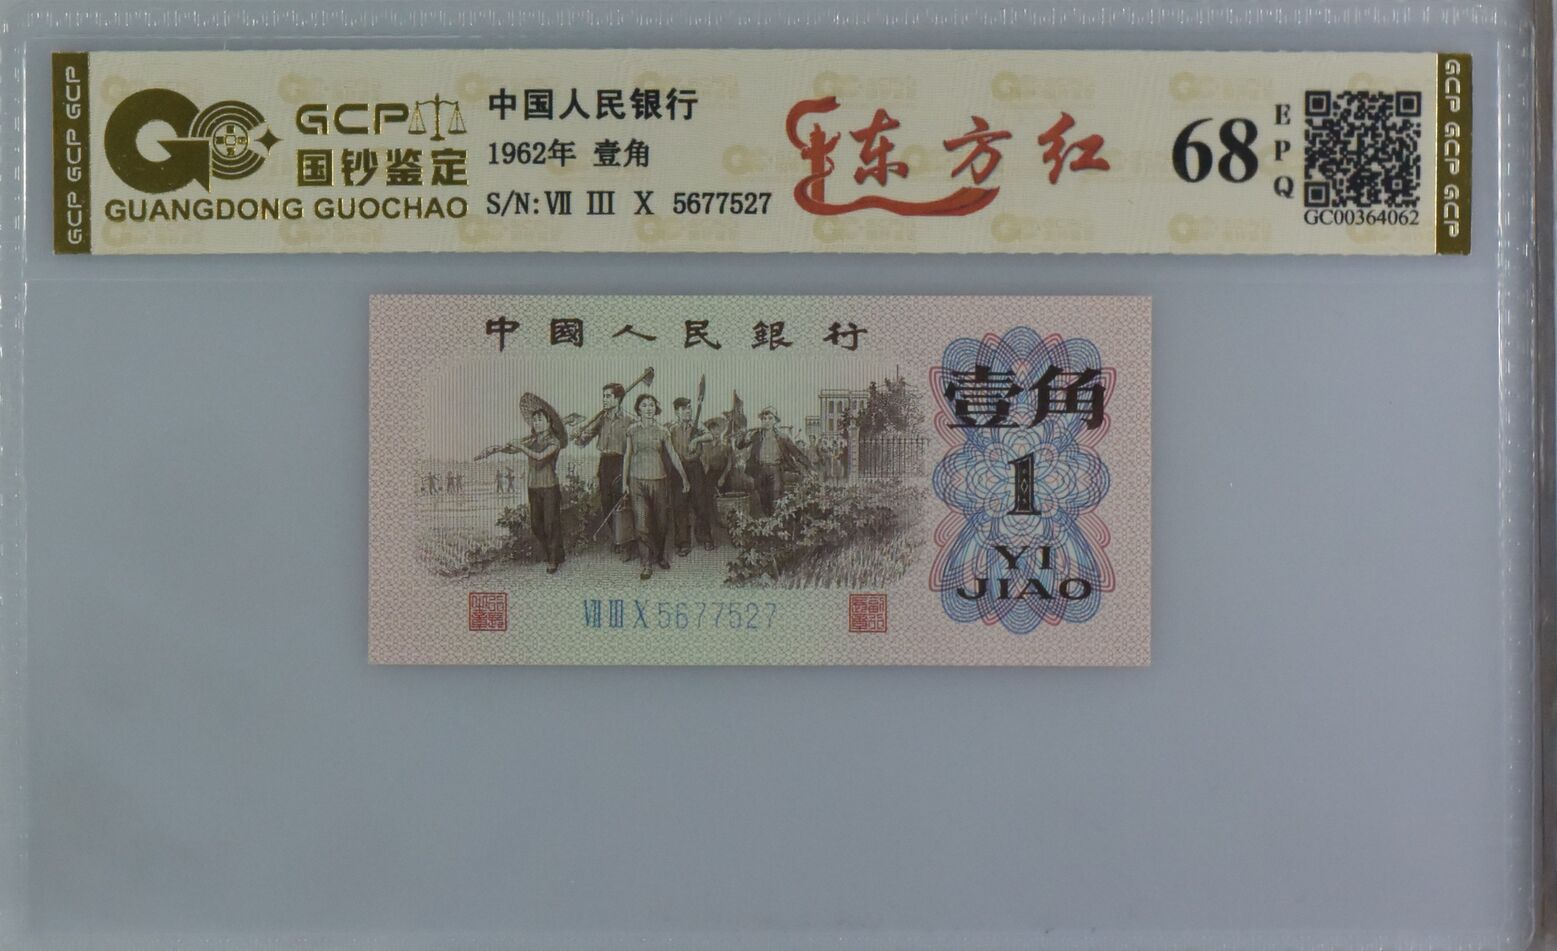 GCP GCP GCP
GCP
国钞鉴定
GUANGDONG GUOCHAO
中国人民银行
1962年 壹角
S/N: Ⅶ Ⅲ Ⅹ 5677527
东方红
68
EPQ
GC00364062
GCP GCP GCP
中國人民銀行
壹角
1
YI
JIAO
Ⅶ Ⅲ Ⅹ 5677527